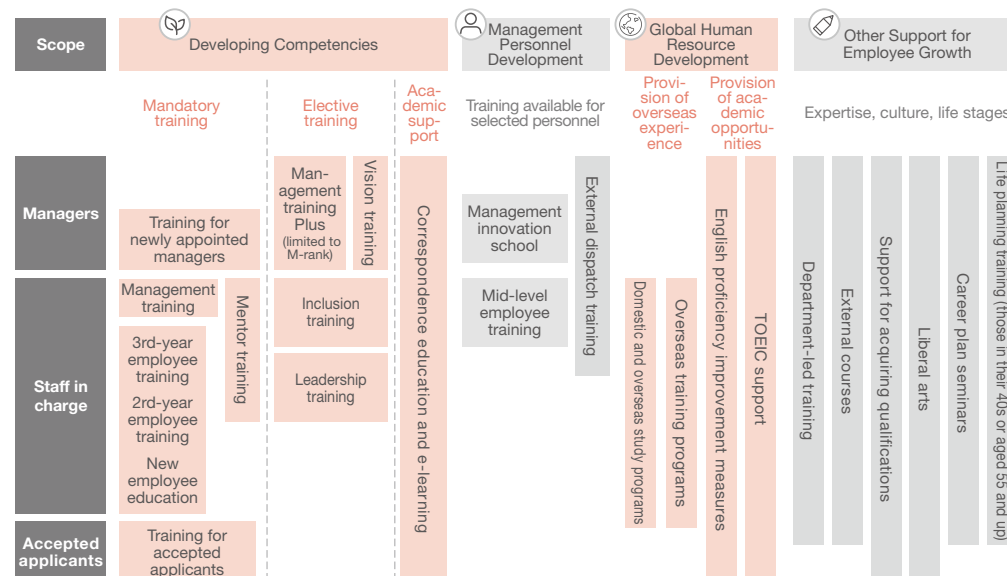 Scope
Developing Competencies
Management
Personnel
Development
Global Human
Resource
Development
Other Support for
Employee Growth
Mandatory
training
Elective
training
Aca-
demic
sup-
port
Training available for
selected personnel
Provi-
sion of
overseas
experi-
ence
Provision
of aca-
demic
opportu-
nities
Expertise, culture, life stages
Managers
Training for
newly appointed
managers
Man-
agement
training
Plus
(limited to
M-rank)
Vision training
Correspondence education and e-learning
Management
innovation
school
External dispatch training
English proficiency improvement measures
TOEIC support
Department-led training
External courses
Support for acquiring qualifications
Liberal arts
Career plan seminars
Life planning training (those in their 40s or aged 55 and up)
Staff in
charge
Management
training
Mentor training
3rd-year
employee
training
2rd-year
employee
training
New
employee
education
Inclusion
training
Leadership
training
Mid-level
employee
training
Domestic and overseas study programs
Overseas training programs
Accepted
applicants
Training for
accepted
applicants